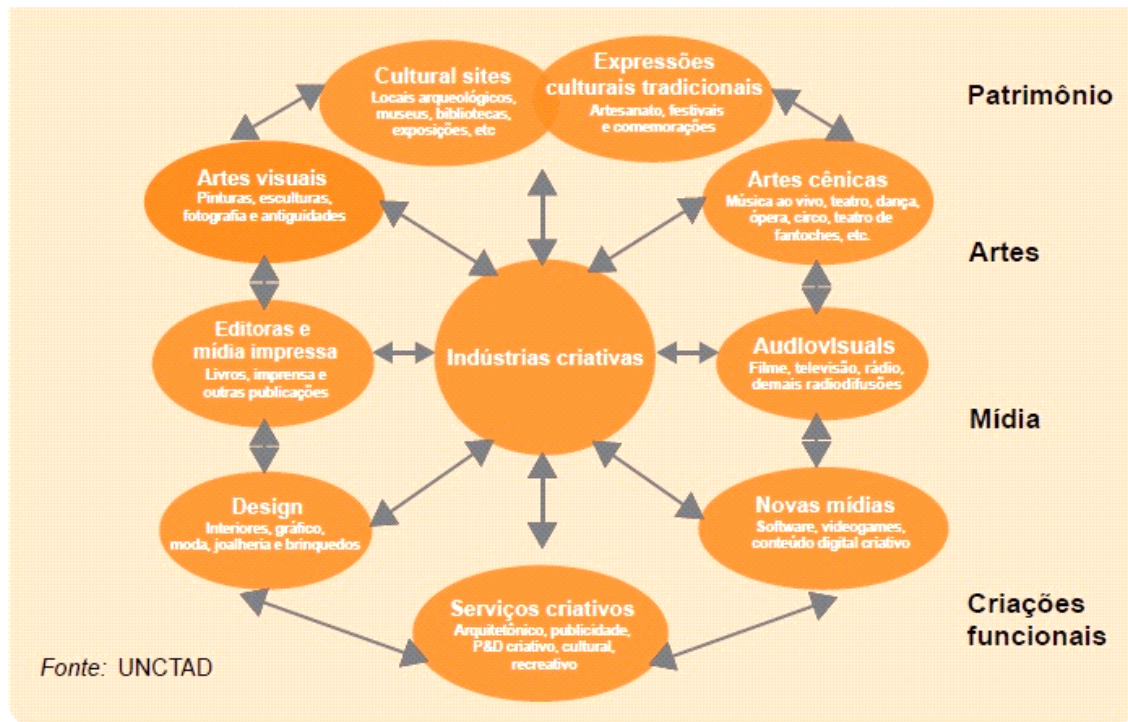 Cultural sites
Locais arqueológicos,
museus, bibliotecas,
exposições, etc
Expressões
culturais tradicionais
Artesanato, festivais
e comemorações
Patrimônio
Artes visuais
Pinturas, esculturas,
fotografia e antiguidades
Artes cênicas
Música ao vivo, teatro, dança,
ópera, circo, teatro de
fantoches, etc.
Artes
Editoras e
mídia impressa
Livros, imprensa e
outras publicações
Indústrias criativas
Audiovisuais
Filme, televisão, rádio,
demais radiodifusões
Mídia
Design
Interiores, gráfico,
moda, joalheria e brinquedos
Novas mídias
Software, videogames,
conteúdo digital criativo
Serviços criativos
Arquitetônico, publicidade,
P&D criativo, cultural,
recreativo
Criações
funcionais
Fonte: UNCTAD